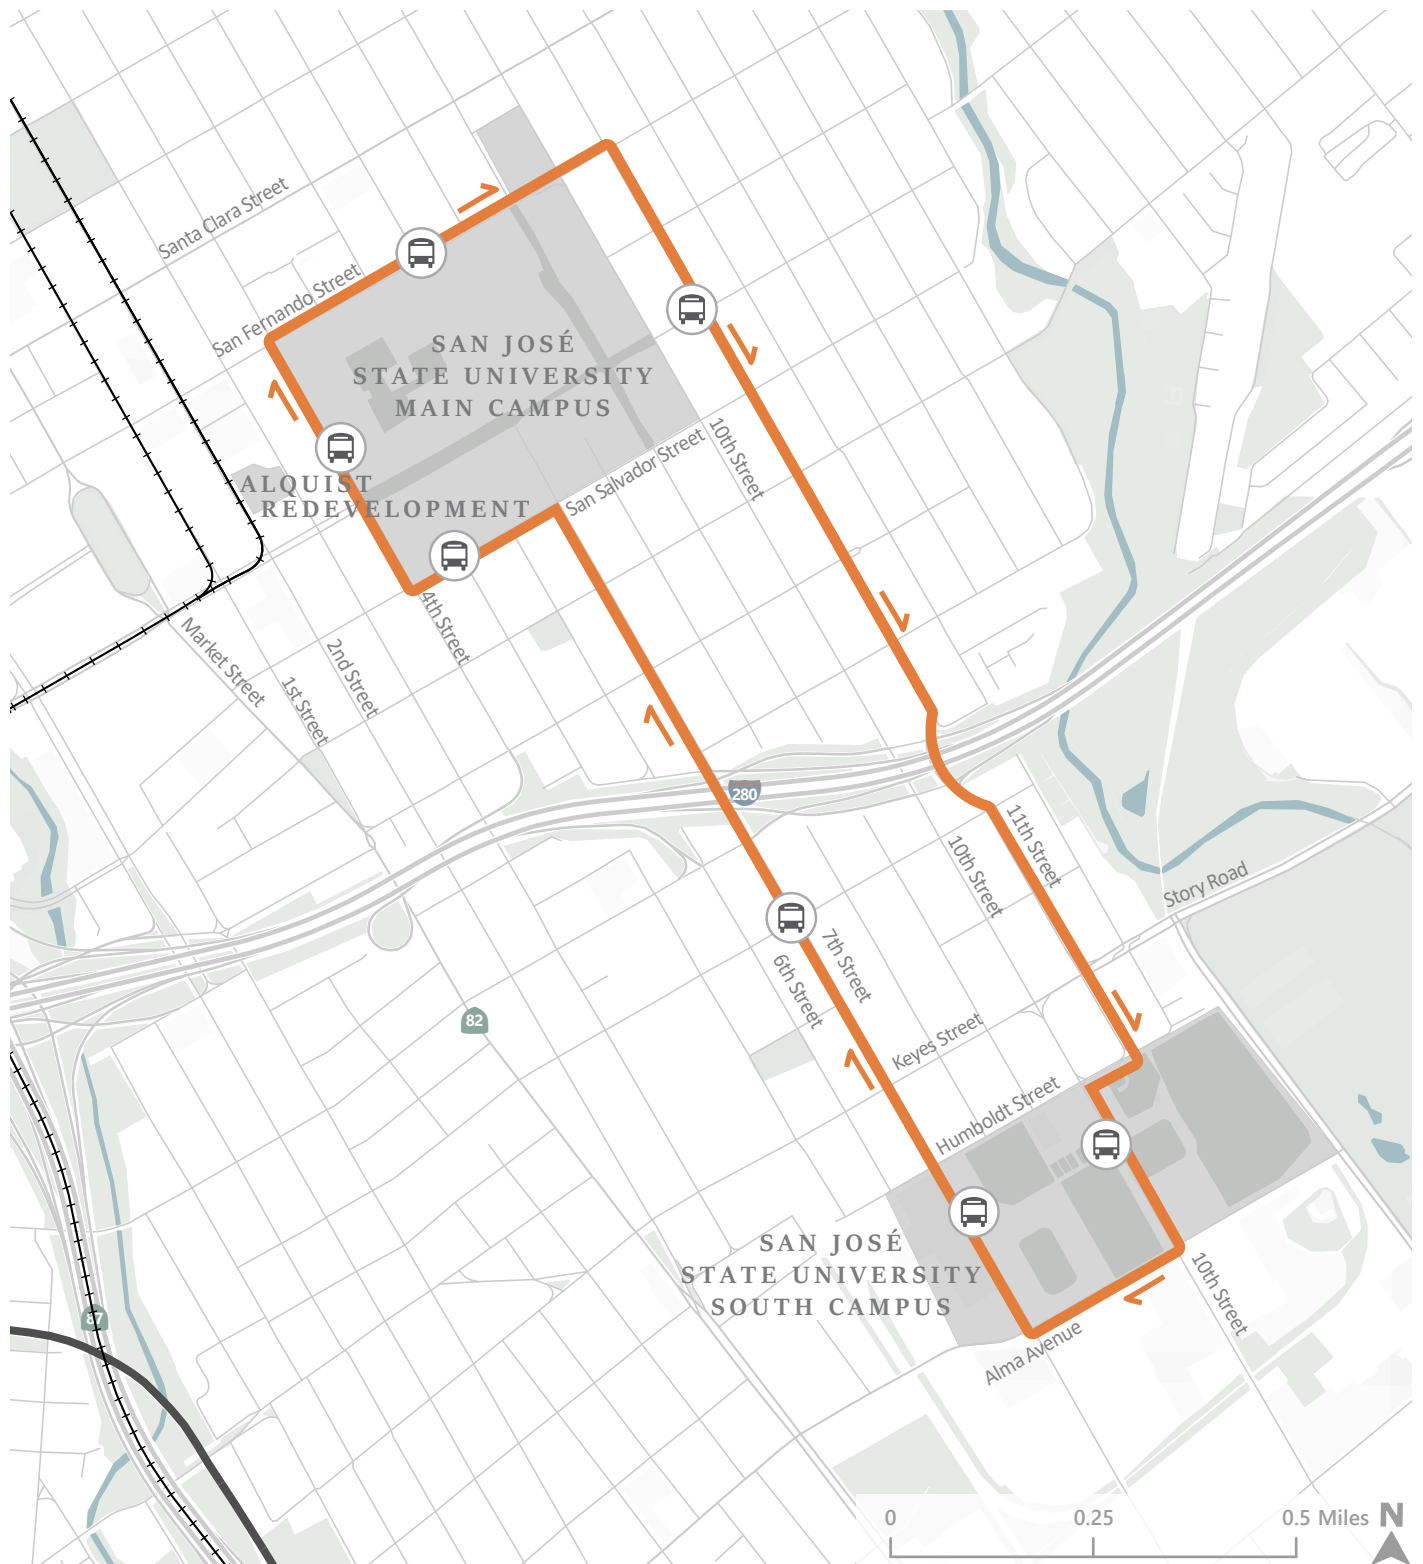 Santa Clara Street
San Fernando Street
SAN JOSÉ
STATE UNIVERSITY
MAIN CAMPUS
10th Street
San Salvador Street
ALQUIST
REDEVELOPMENT
4th Street
Market Street
2nd Street
1st Street
280
11th Street
10th Street
Story Road
7th Street
6th Street
82
Keyes Street
Humboldt Street
SAN JOSÉ
STATE UNIVERSITY
SOUTH CAMPUS
10th Street
87
Alma Avenue
0 0.25 0.5 Miles N